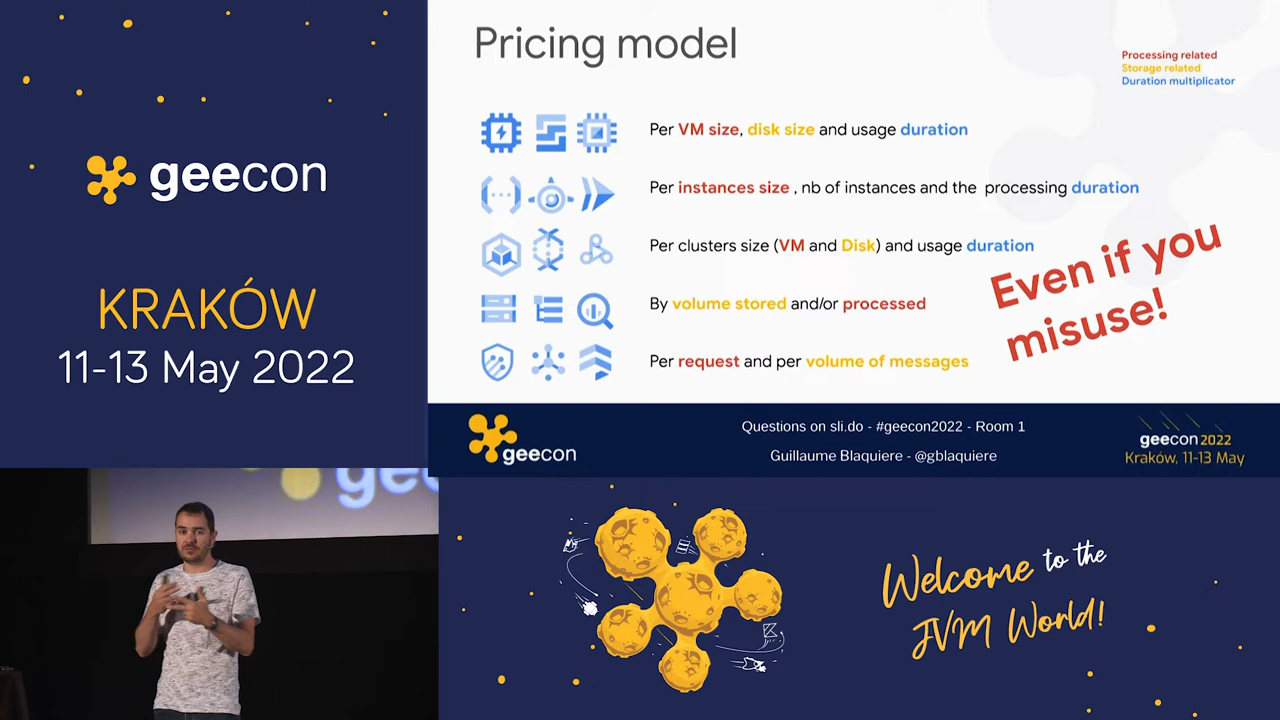 geecon
KRAKÓW
11-13 May 2022
Pricing model
Processing related
Storage related
Duration multiplicator
Per VM size, disk size and usage duration
Per instances size , nb of instances and the processing duration
Per clusters size (VM and Disk) and usage duration
By volume stored and/or processed
Per request and per volume of messages
Even if you
misuse!
geecon
Questions on sli.do - #geecon2022 - Room 1
Guillaume Blaquiere - @gblaquiere
geecon 2022
Kraków, 11-13 May
Welcome to the
JVM World!